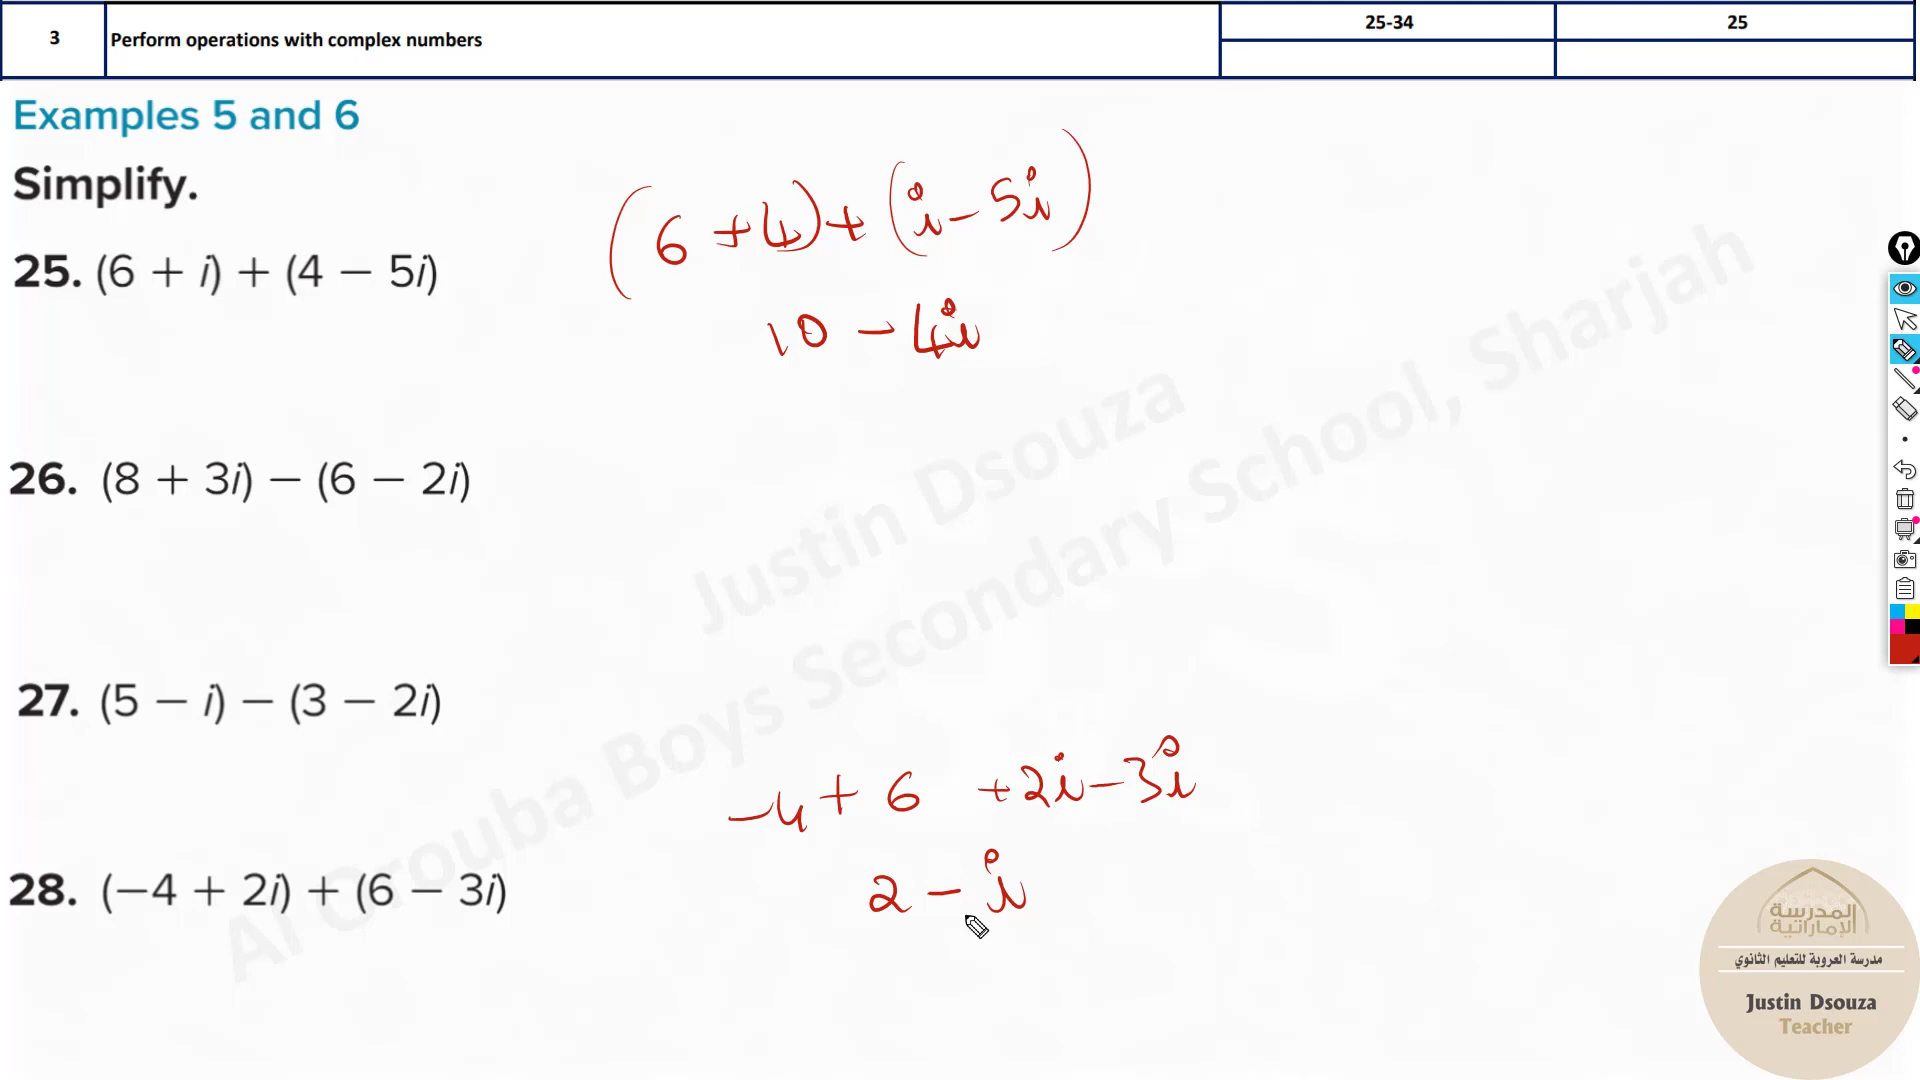 3 Perform operations with complex numbers 25-34 25
Examples 5 and 6
Simplify.
(6 + 4) + (i - 5i)
25. (6 + i) + (4 − 5i)
10 - 4i
26. (8 + 3i) − (6 − 2i)
27. (5 − i) − (3 − 2i)
-4 + 6 + 2i - 3i
28. (−4 + 2i) + (6 − 3i)
2 - i
Justin Dsouza
Al Orouba Boys Secondary School, Sharjah
المدرسة
الإماراتية
مدرسة العروبة للتعليم الثانوي
Justin Dsouza
Teacher